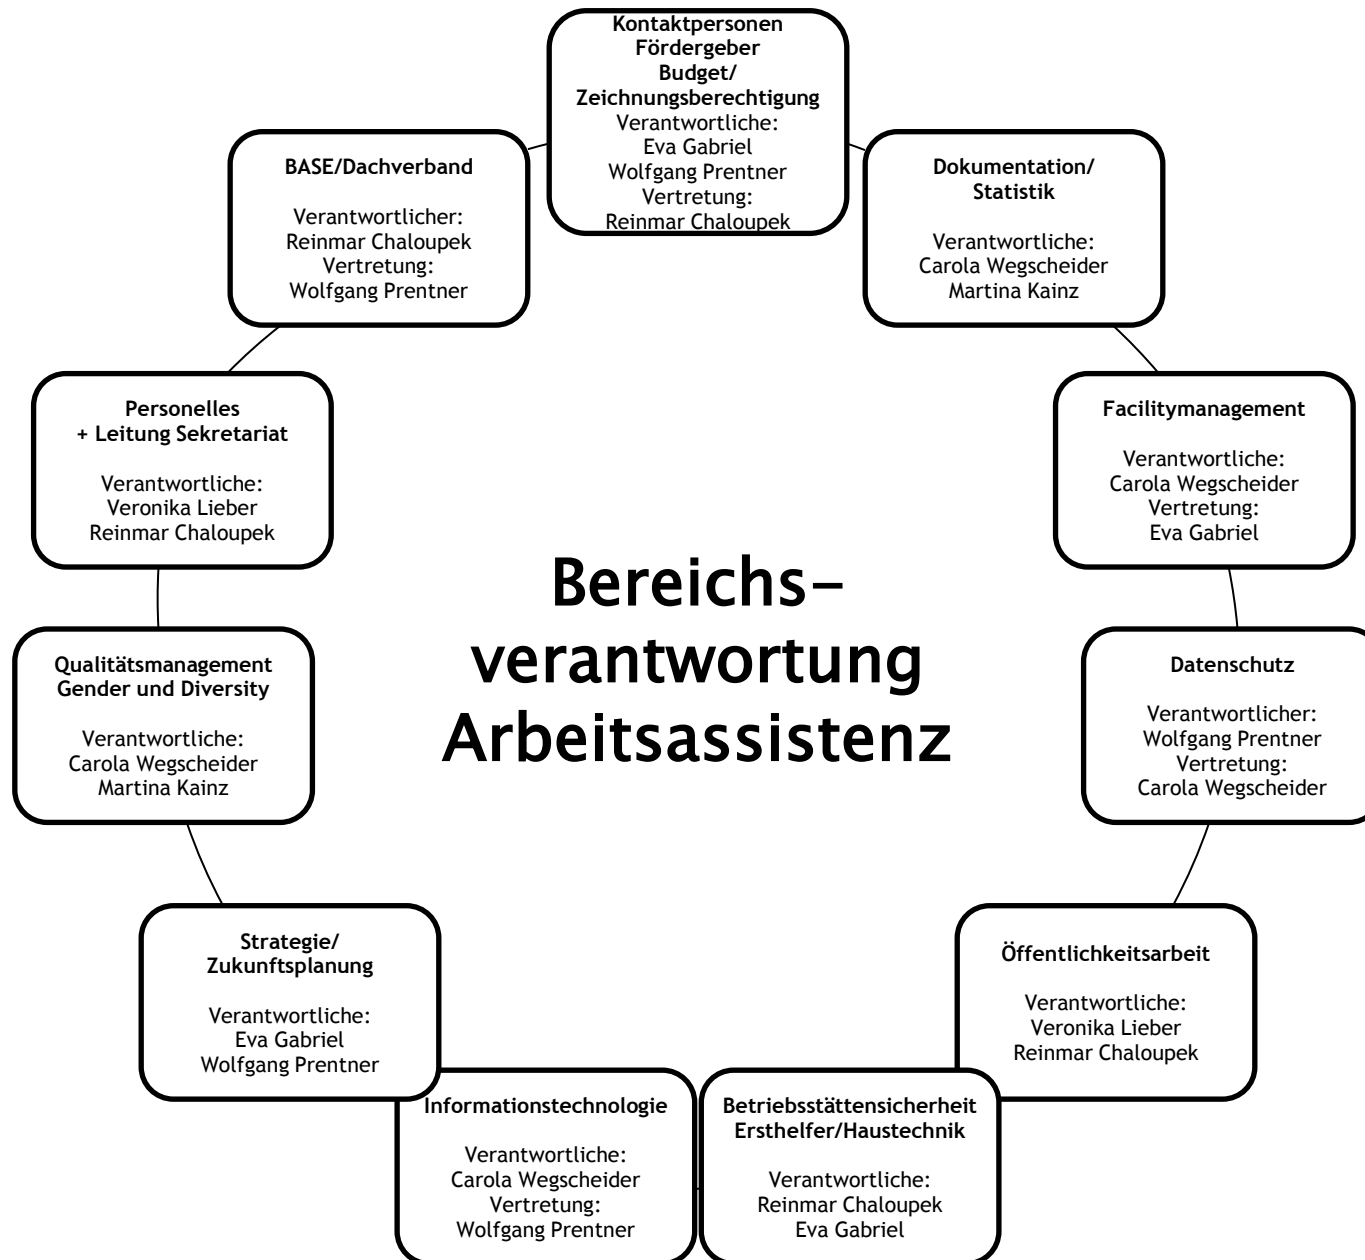 Kontaktpersonen
Fördergeber
Budget/
Zeichnungsberechtigung
Verantwortliche:
Eva Gabriel
Wolfgang Prentner
Vertretung:
Reinmar Chaloupek
Dokumentation/
Statistik
Verantwortliche:
Carola Wegscheider
Martina Kainz
Facilitymanagement
Verantwortliche:
Carola Wegscheider
Vertretung:
Eva Gabriel
Datenschutz
Verantwortlicher:
Wolfgang Prentner
Vertretung:
Carola Wegscheider
Öffentlichkeitsarbeit
Verantwortliche:
Veronika Lieber
Reinmar Chaloupek
Betriebsstättensicherheit
Ersthelfer/Haustechnik
Verantwortliche:
Reinmar Chaloupek
Eva Gabriel
Informationstechnologie
Verantwortliche:
Carola Wegscheider
Vertretung:
Wolfgang Prentner
Strategie/
Zukunftsplanung
Verantwortliche:
Eva Gabriel
Wolfgang Prentner
Qualitätsmanagement
Gender und Diversity
Verantwortliche:
Carola Wegscheider
Martina Kainz
Personelles
+ Leitung Sekretariat
Verantwortliche:
Veronika Lieber
Reinmar Chaloupek
BASE/Dachverband
Verantwortlicher:
Reinmar Chaloupek
Vertretung:
Wolfgang Prentner
Bereichs-
verantwortung
Arbeitsassistenz